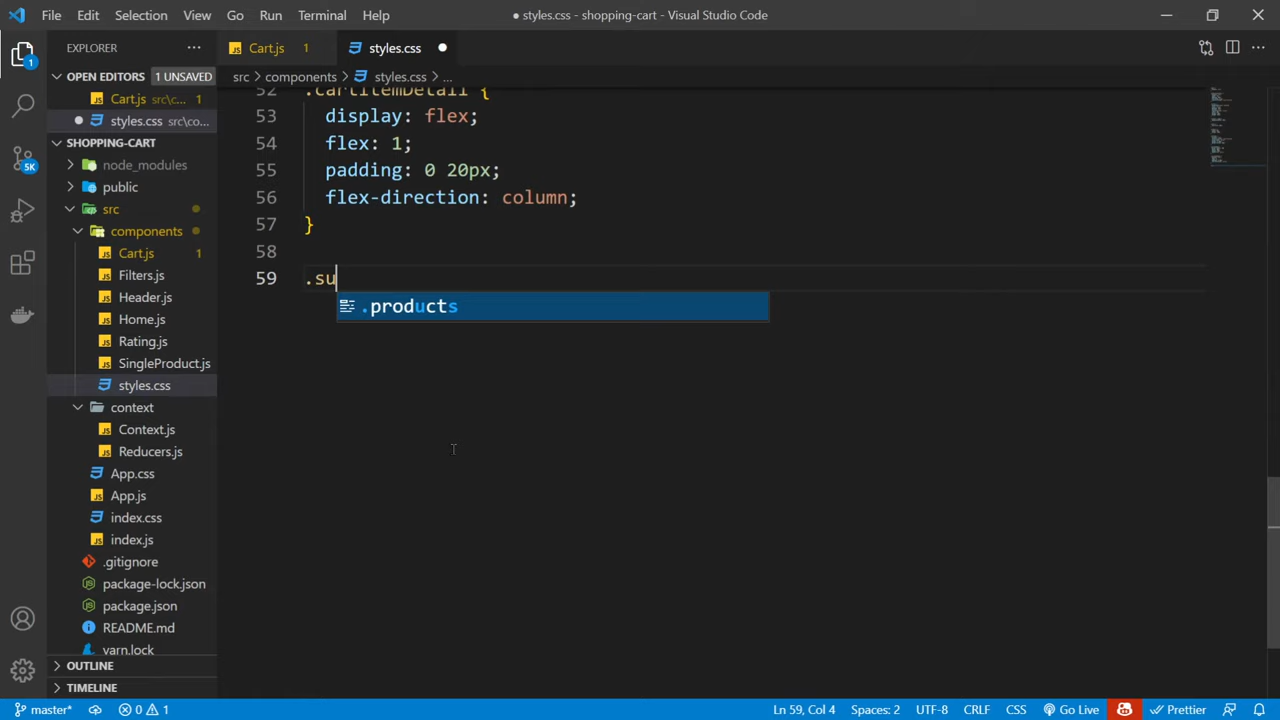 File Edit Selection View Go Run Terminal Help
● styles.css - shopping-cart - Visual Studio Code
EXPLORER
Cart.js 1
styles.css
OPEN EDITORS 1 UNSAVED
src > components > styles.css > ...
Cart.js src\c... 1
styles.css src\co...
SHOPPING-CART
node_modules
public
src
components
Cart.js 1
Filters.js
Header.js
Home.js
Rating.js
SingleProduct.js
styles.css
context
Context.js
Reducers.js
App.css
App.js
index.css
index.js
.gitignore
package-lock.json
package.json
README.md
yarn.lock
OUTLINE
TIMELINE
1
5K
52 .cartItemDetail {
53 display: flex;
54 flex: 1;
55 padding: 0 20px;
56 flex-direction: column;
57 }
58
59 .su
.products
master* 0 1
Ln 59, Col 4 Spaces: 2 UTF-8 CRLF CSS Go Live Prettier